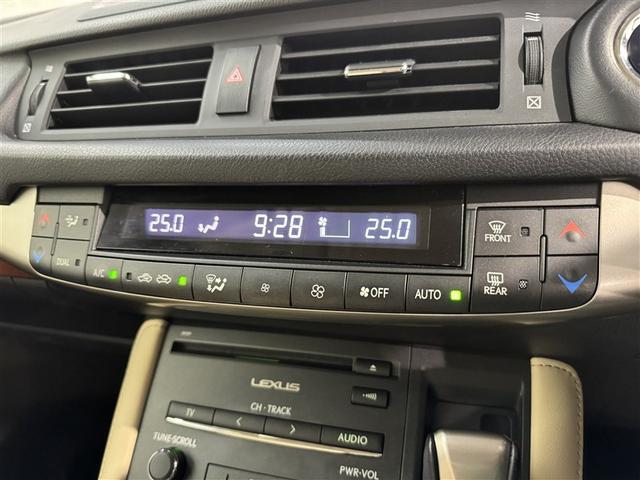 25.0 9:28 25.0
FRONT
DUAL
A/C
OFF
AUTO
REAR
LEXUS
CH·TRACK
TV
AUDIO
TUNE·SCROLL
PWR·VOL